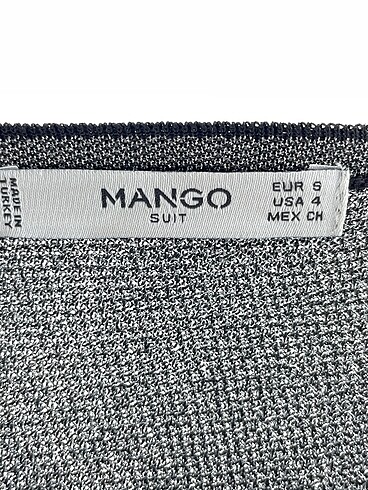 MADE IN
TURKEY
MANGO
SUIT
EUR S
USA 4
MEX CH